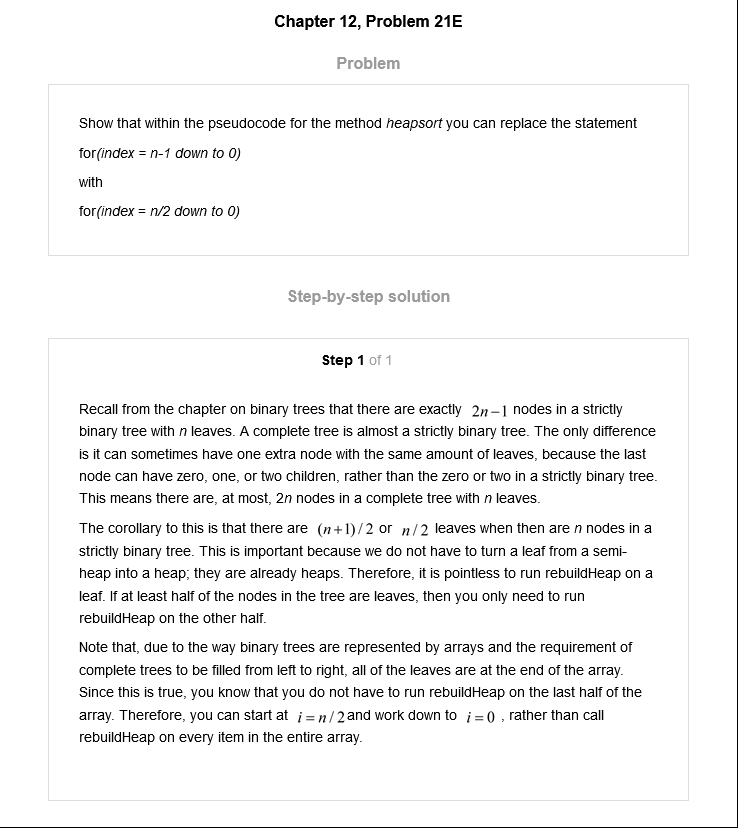 Chapter 12, Problem 21E
Problem
Show that within the pseudocode for the method heapsort you can replace the statement
for(index = n-1 down to 0)
with
for(index = n/2 down to 0)
Step-by-step solution
Step 1 of 1
Recall from the chapter on binary trees that there are exactly 2n−1 nodes in a strictly
binary tree with n leaves. A complete tree is almost a strictly binary tree. The only difference
is it can sometimes have one extra node with the same amount of leaves, because the last
node can have zero, one, or two children, rather than the zero or two in a strictly binary tree.
This means there are, at most, 2n nodes in a complete tree with n leaves.
The corollary to this is that there are (n+1)/2 or n/2 leaves when then are n nodes in a
strictly binary tree. This is important because we do not have to turn a leaf from a semi-
heap into a heap; they are already heaps. Therefore, it is pointless to run rebuildHeap on a
leaf. If at least half of the nodes in the tree are leaves, then you only need to run
rebuildHeap on the other half.
Note that, due to the way binary trees are represented by arrays and the requirement of
complete trees to be filled from left to right, all of the leaves are at the end of the array.
Since this is true, you know that you do not have to run rebuildHeap on the last half of the
array. Therefore, you can start at i=n/2 and work down to i=0 , rather than call
rebuildHeap on every item in the entire array.